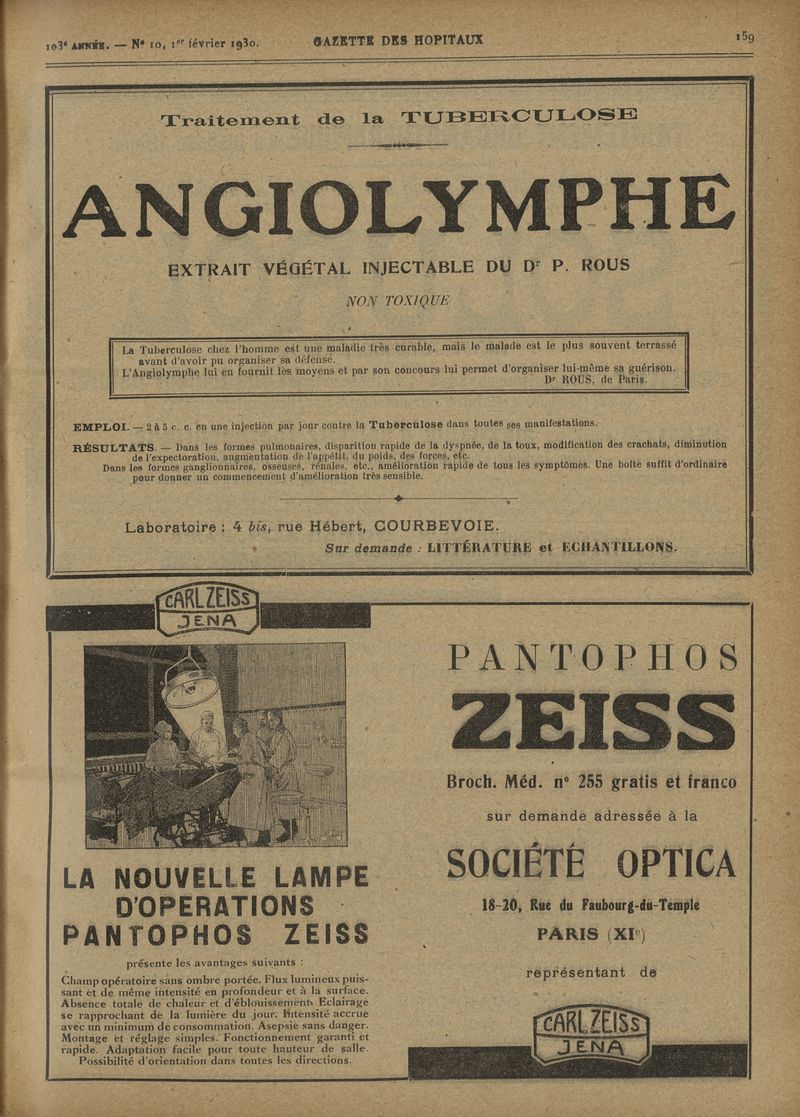 103e ANNÉE. — N° 10, 1er février 1930.
GAZETTE DES HOPITAUX
159
Traitement de la TUBERCULOSE
ANGIOLYMPHE
EXTRAIT VÉGÉTAL INJECTABLE DU Dr P. ROUS
NON TOXIQUE
La Tuberculose chez l'homme est une maladie très curable, mais le malade est le plus souvent terrassé
avant d'avoir pu organiser sa défense.
L'Angiolymphe lui en fournit les moyens et par son concours lui permet d'organiser lui-même sa guérison.
Dr ROUS, de Paris.
EMPLOI. — 2 à 5 c. c. en une injection par jour contre la Tuberculose dans toutes ses manifestations.
RÉSULTATS. — Dans les formes pulmonaires, disparition rapide de la dyspnée, de la toux, modification des crachats, diminution
de l'expectoration, augmentation de l'appétit, du poids, des forces, etc.
Dans les formes ganglionnaires, osseuses, rénales, etc., amélioration rapide de tous les symptômes. Une boîte suffit d'ordinaire
pour donner un commencement d'amélioration très sensible.
Laboratoire : 4 bis, rue Hébert, COURBEVOIE.
Sur demande : LITTÉRATURE et ECHANTILLONS.
CARL ZEISS
JENA
LA NOUVELLE LAMPE
D'OPERATIONS
PANTOPHOS ZEISS
présente les avantages suivants :
Champ opératoire sans ombre portée. Flux lumineux puis-
sant et de même intensité en profondeur et à la surface.
Absence totale de chaleur et d'éblouissements Eclairage
se rapprochant de la lumière du jour. Intensité accrue
avec un minimum de consommation. Asepsie sans danger.
Montage et réglage simples. Fonctionnement garanti et
rapide. Adaptation facile pour toute hauteur de salle.
Possibilité d'orientation dans toutes les directions.
PANTOPHOS
ZEISS
Broch. Méd. n° 255 gratis et franco
sur demande adressée à la
SOCIÉTÉ OPTICA
18-20, Rue du Faubourg-du-Temple
PARIS (XIe)
représentant de
CARL ZEISS
JENA